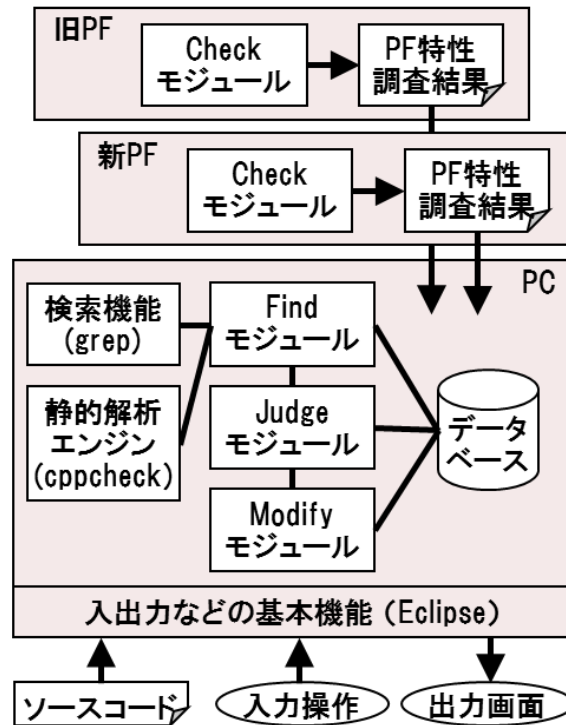 旧PF
Check
モジュール
PF特性
調査結果
新PF
Check
モジュール
PF特性
調査結果
PC
検索機能
(grep)
Find
モジュール
静的解析
エンジン
(cppcheck)
Judge
モジュール
データ
ベース
Modify
モジュール
入出力などの基本機能（Eclipse）
ソースコード
入力操作
出力画面